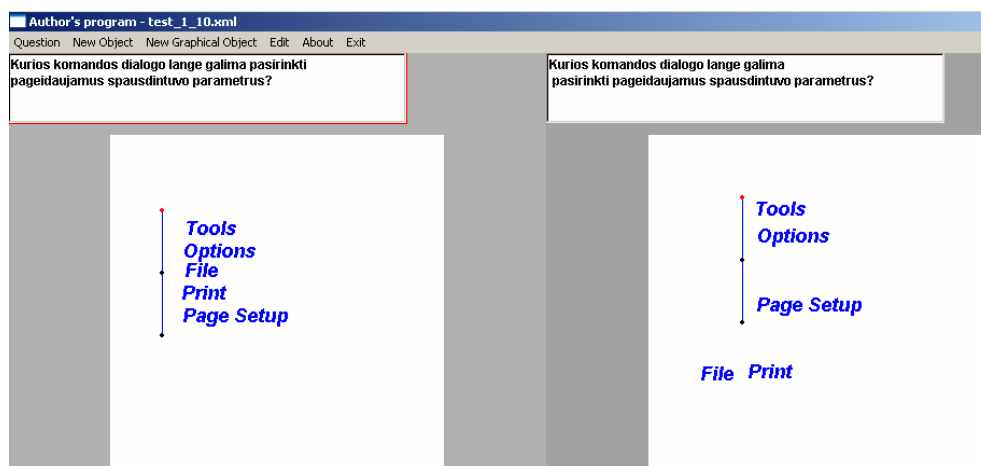 Author's program - test_1_10.xml
Question New Object New Graphical Object Edit About Exit
Kurios komandos dialogo lange galima pasirinkti
pageidaujamus spausdintuvo parametrus?
Tools
Options
File
Print
Page Setup
Kurios komandos dialogo lange galima
pasirinkti pageidaujamus spausdintuvo parametrus?
Tools
Options
Page Setup
File Print